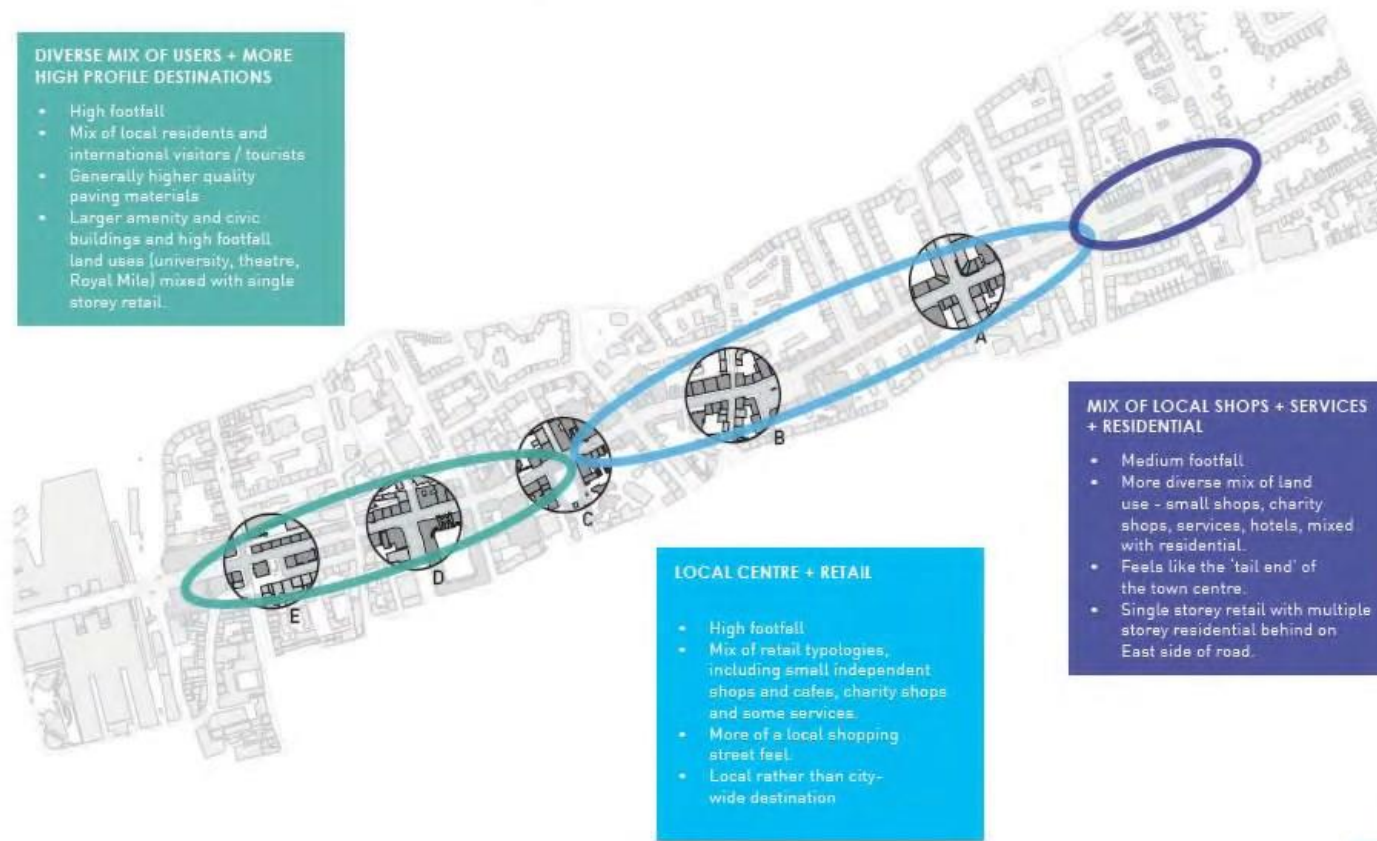 DIVERSE MIX OF USERS + MORE
HIGH PROFILE DESTINATIONS
• High footfall
• Mix of local residents and
international visitors / tourists
• Generally higher quality
paving materials
• Larger amenity and civic
buildings and high footfall
land uses (university, theatre,
Royal Mile) mixed with single
storey retail.
A
B
C
D
E
MIX OF LOCAL SHOPS + SERVICES
+ RESIDENTIAL
• Medium footfall
• More diverse mix of land
use - small shops, charity
shops, services, hotels, mixed
with residential.
• Feels like the 'tail end' of
the town centre.
• Single storey retail with multiple
storey residential behind on
East side of road.
LOCAL CENTRE + RETAIL
• High footfall
• Mix of retail typologies,
including small independent
shops and cafes, charity shops
and some services.
• More of a local shopping
street feel.
• Local rather than city-
wide destination